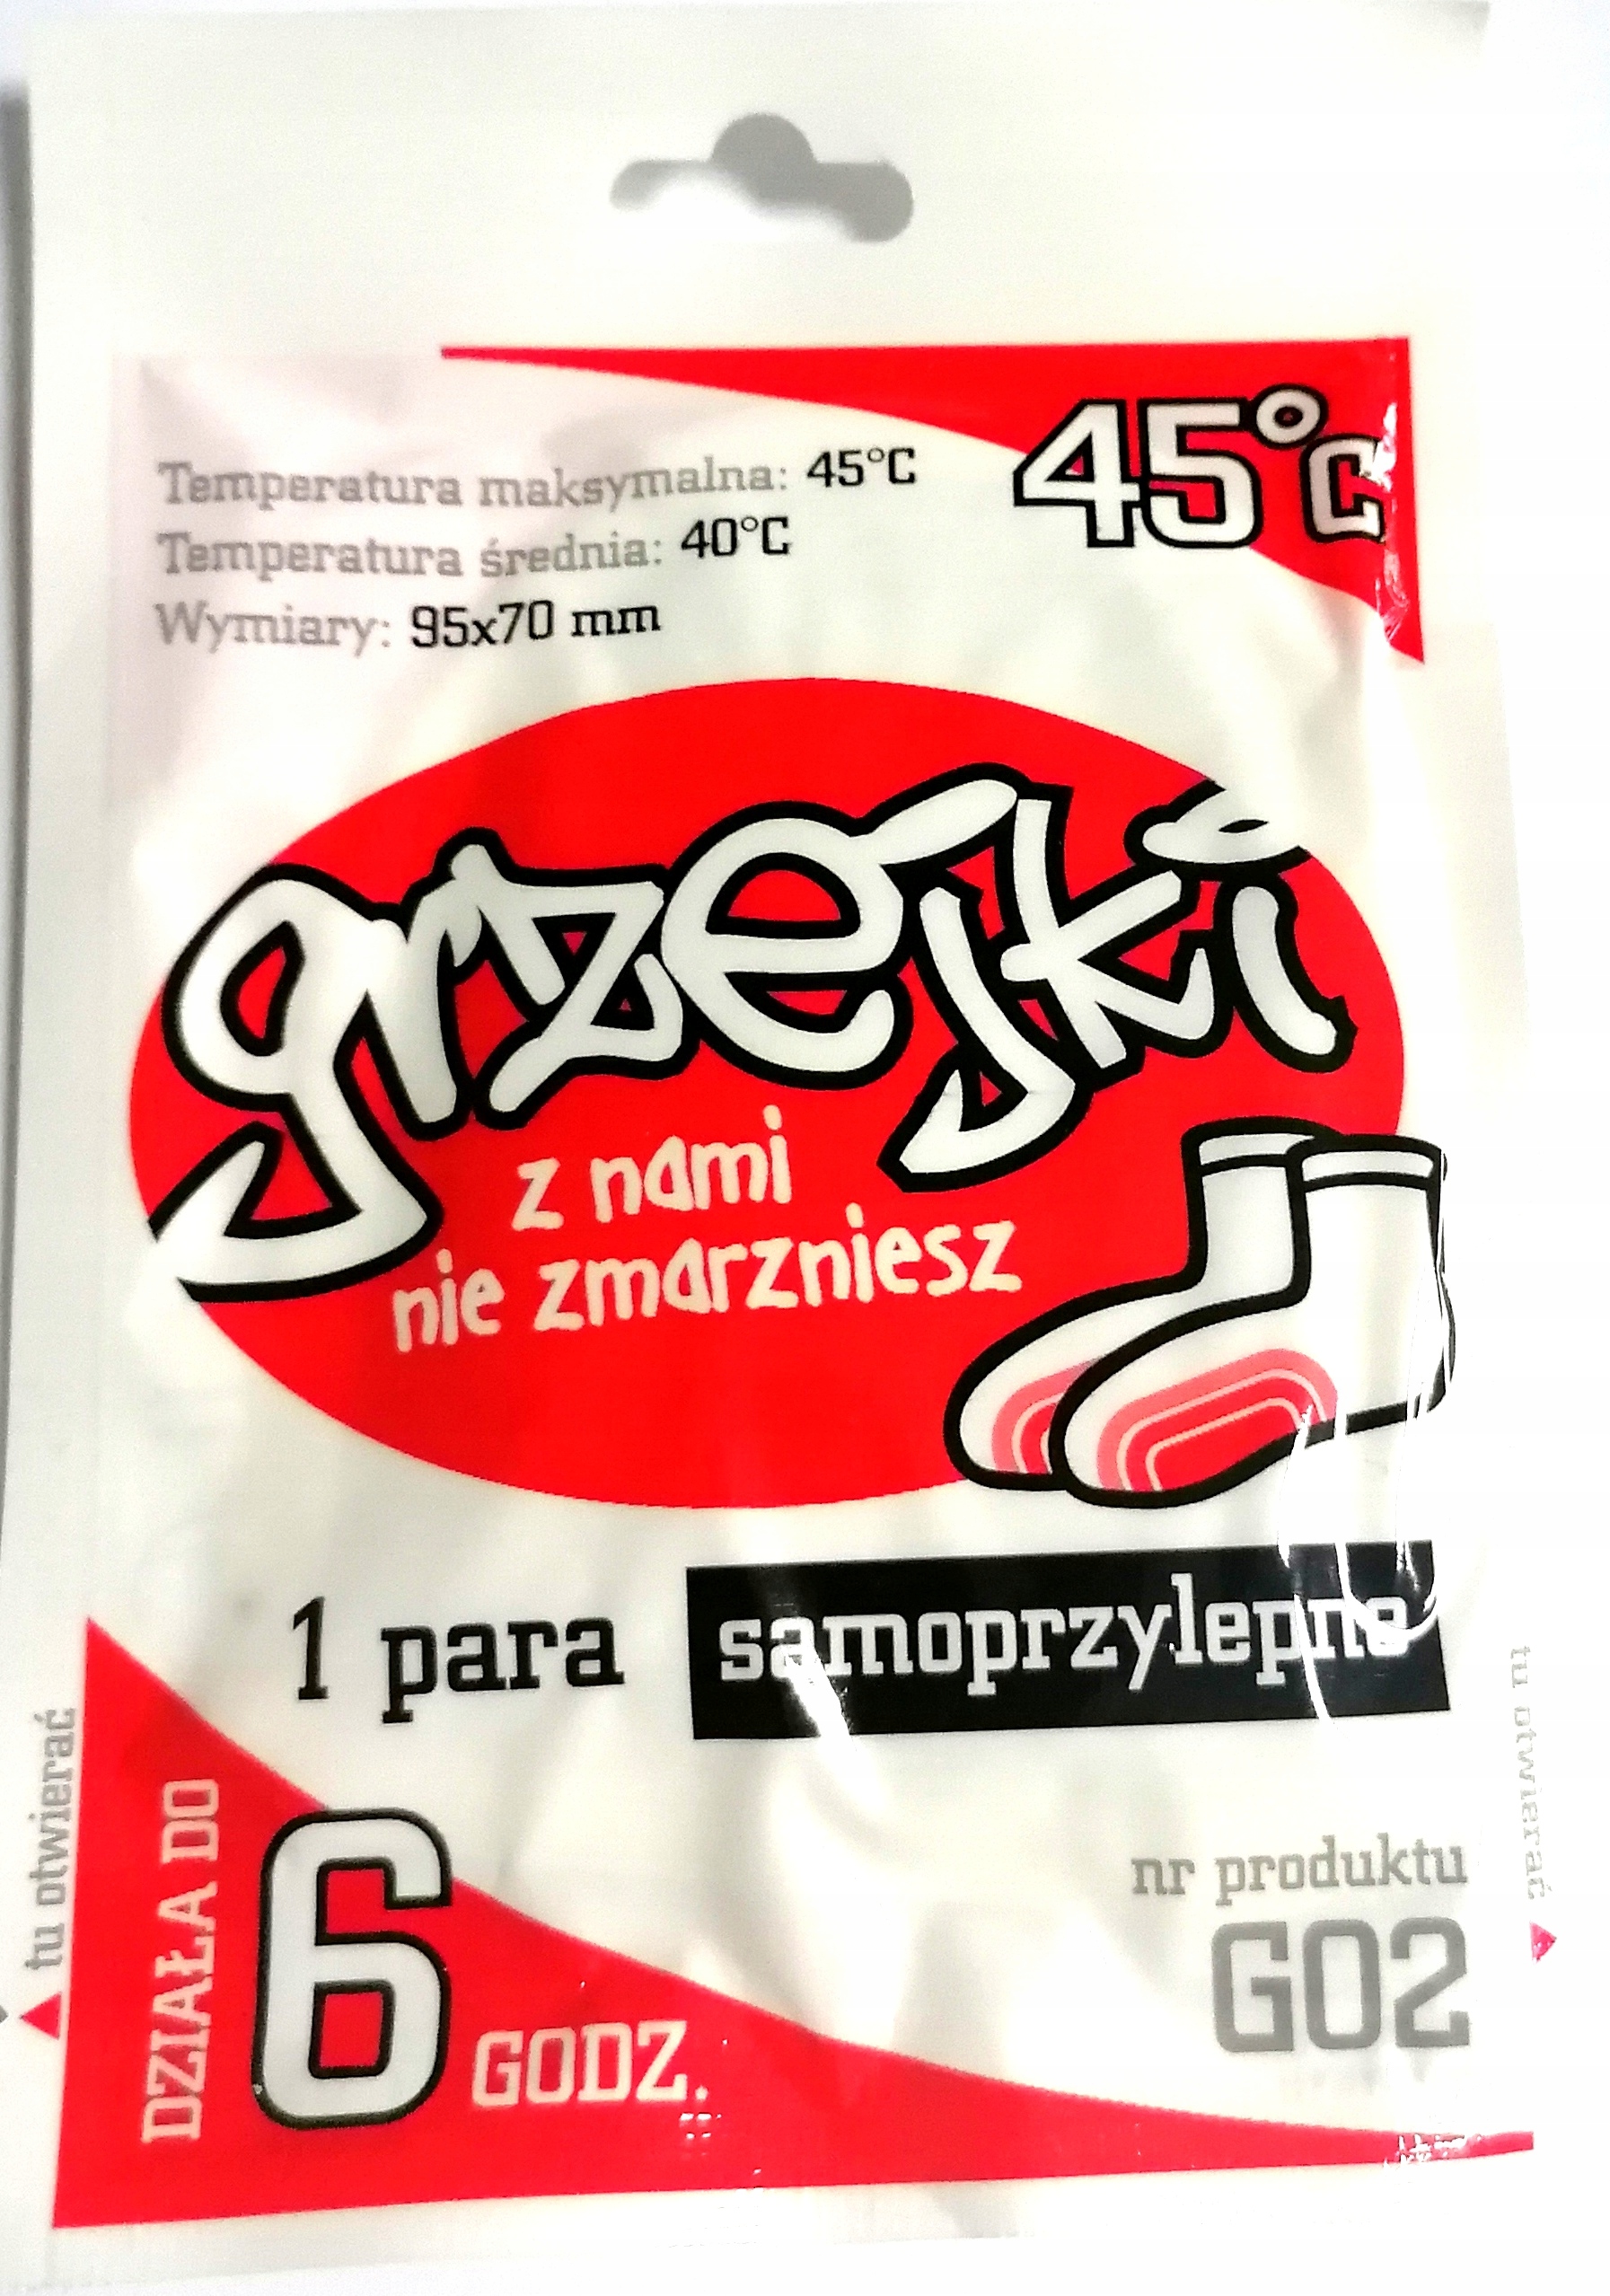 45°C
Temperatura maksymalna: 45°C
Temperatura średnia: 40°C
Wymiary: 95x70 mm
grzejki
z nami
nie zmarzniesz
1 para
samoprzylepne
tu otwierać
tu otwierać
DZIAŁA DO
6 GODZ.
nr produktu
G02